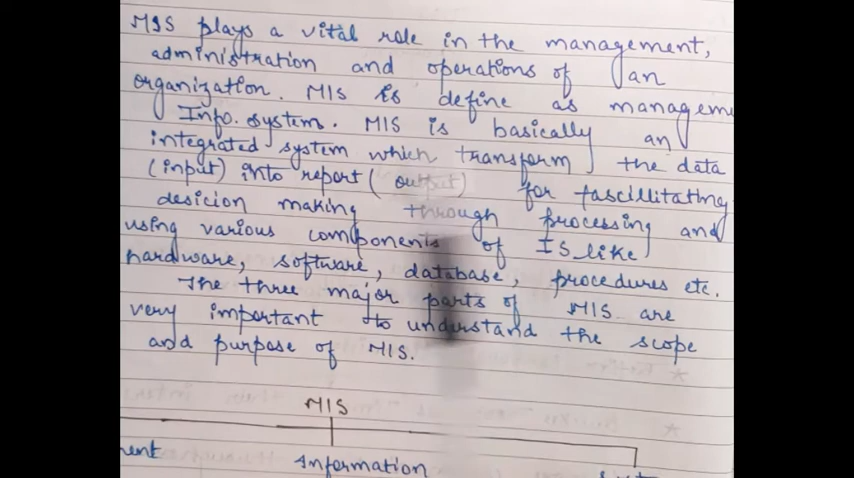 MIS plays a vital role in the management,
administration and operations of an
organization. MIS is define as managem
Info. system. MIS is basically an
integrated system which transform the data
(input) into report (output) for fascillitating
desicion making through processing and
using various components of IS like
hardware, software, database, procedures etc.
The three major parts of MIS are
very important to understand the scope
and purpose of MIS.
MIS
ment
Information